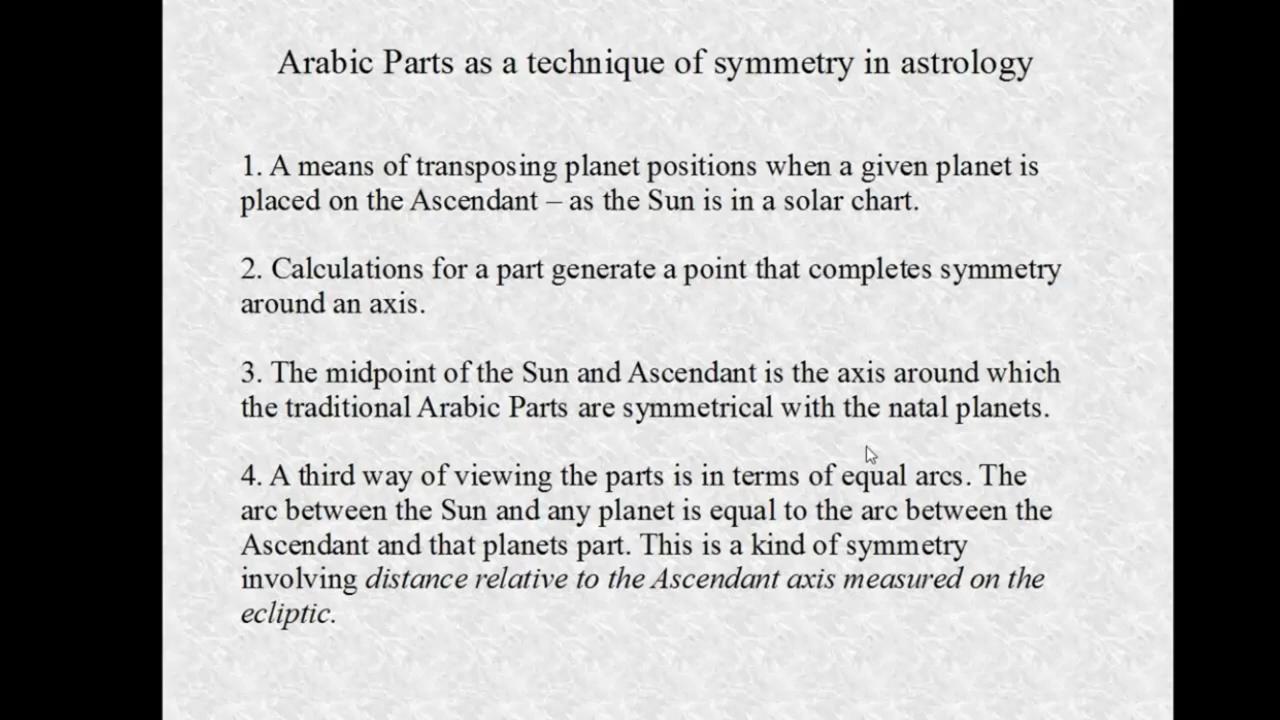 Arabic Parts as a technique of symmetry in astrology
1. A means of transposing planet positions when a given planet is
placed on the Ascendant – as the Sun is in a solar chart.
2. Calculations for a part generate a point that completes symmetry
around an axis.
3. The midpoint of the Sun and Ascendant is the axis around which
the traditional Arabic Parts are symmetrical with the natal planets.
4. A third way of viewing the parts is in terms of equal arcs. The
arc between the Sun and any planet is equal to the arc between the
Ascendant and that planets part. This is a kind of symmetry
involving distance relative to the Ascendant axis measured on the
ecliptic.